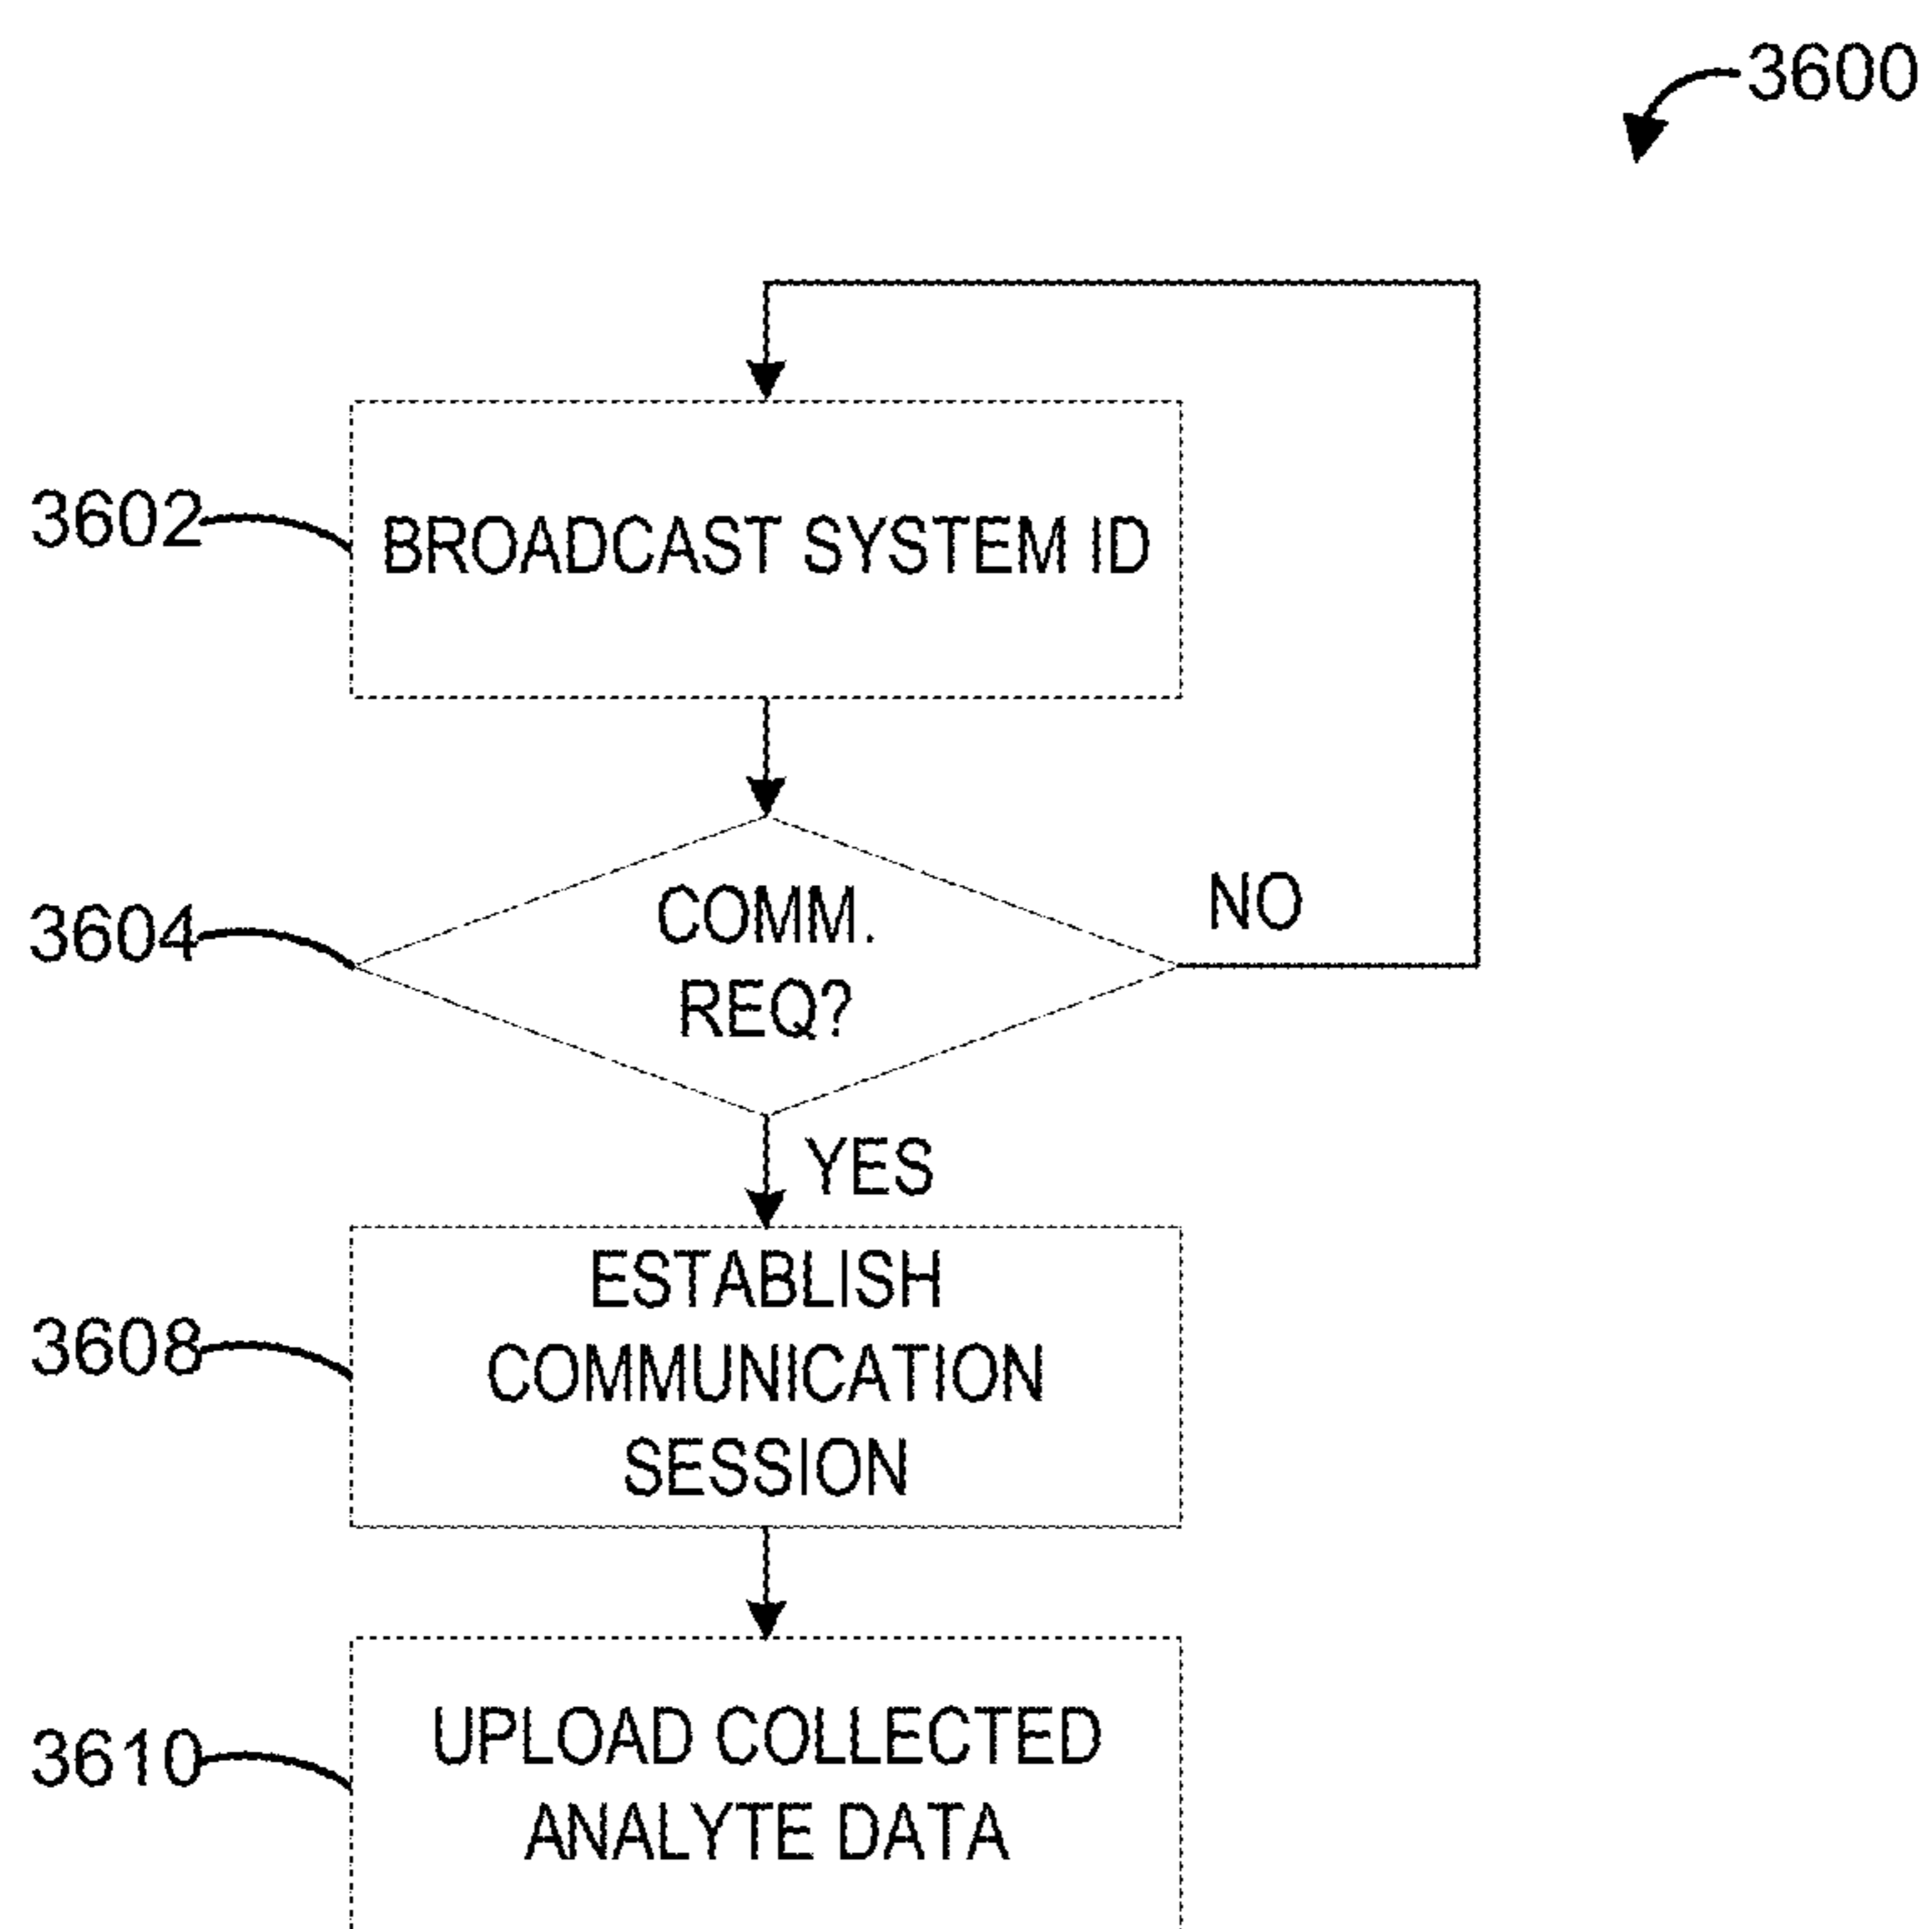 3600
3602
BROADCAST SYSTEM ID
3604
COMM.
REQ?
NO
YES
3608
ESTABLISH
COMMUNICATION
SESSION
3610
UPLOAD COLLECTED
ANALYTE DATA